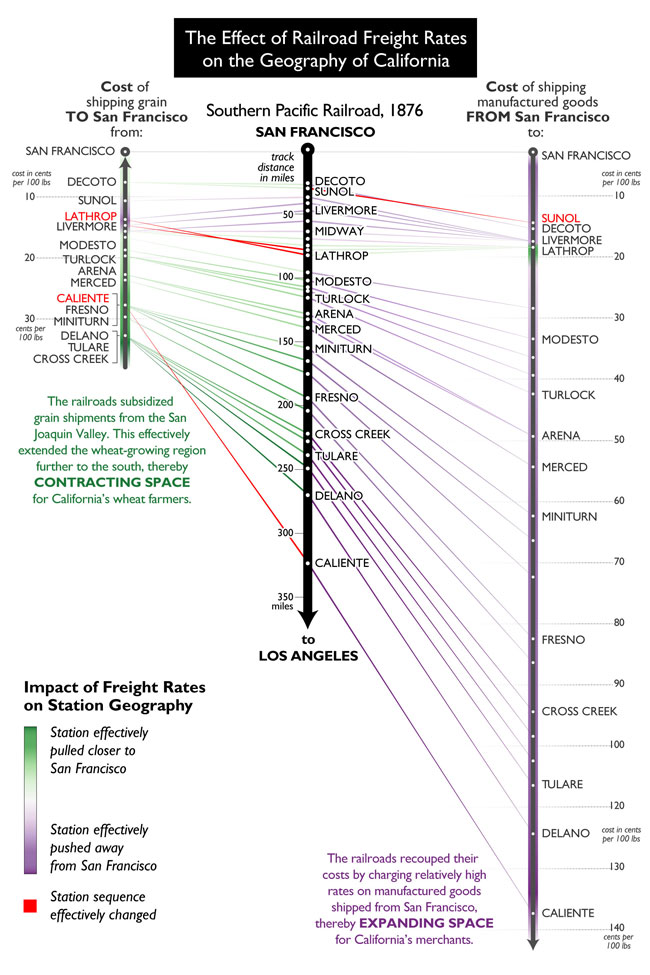 The Effect of Railroad Freight Rates
on the Geography of California
Cost of
shipping grain
TO San Francisco
from:
Southern Pacific Railroad, 1876
SAN FRANCISCO
Cost of shipping
manufactured goods
FROM San Francisco
to:
SAN FRANCISCO
cost in cents
per 100 lbs
DECOTO
10
SUNOL
LATHROP
LIVERMORE
MODESTO
20
TURLOCK
ARENA
MERCED
CALIENTE
FRESNO
30
MINITURN
cents per
100 lbs
DELANO
TULARE
CROSS CREEK
track
distance
in miles
DECOTO
SUNOL
50
LIVERMORE
MIDWAY
LATHROP
100
MODESTO
TURLOCK
ARENA
MERCED
150
MINITURN
FRESNO
200
CROSS CREEK
TULARE
250
DELANO
300
CALIENTE
350
miles
to
LOS ANGELES
SAN FRANCISCO
cost in cents
per 100 lbs
10
SUNOL
DECOTO
LIVERMORE
LATHROP
20
30
MODESTO
40
TURLOCK
ARENA
50
MERCED
60
MINITURN
70
80
FRESNO
90
CROSS CREEK
100
TULARE
120
DELANO
cost in cents
per 100 lbs
130
CALIENTE
140
cents per
100 lbs
The railroads subsidized
grain shipments from the San
Joaquin Valley. This effectively
extended the wheat-growing region
further to the south, thereby
CONTRACTING SPACE
for California's wheat farmers.
Impact of Freight Rates
on Station Geography
Station effectively
pulled closer to
San Francisco
Station effectively
pushed away
from San Francisco
Station sequence
effectively changed
The railroads recouped their
costs by charging relatively high
rates on manufactured goods
shipped from San Francisco,
thereby EXPANDING SPACE
for California's merchants.